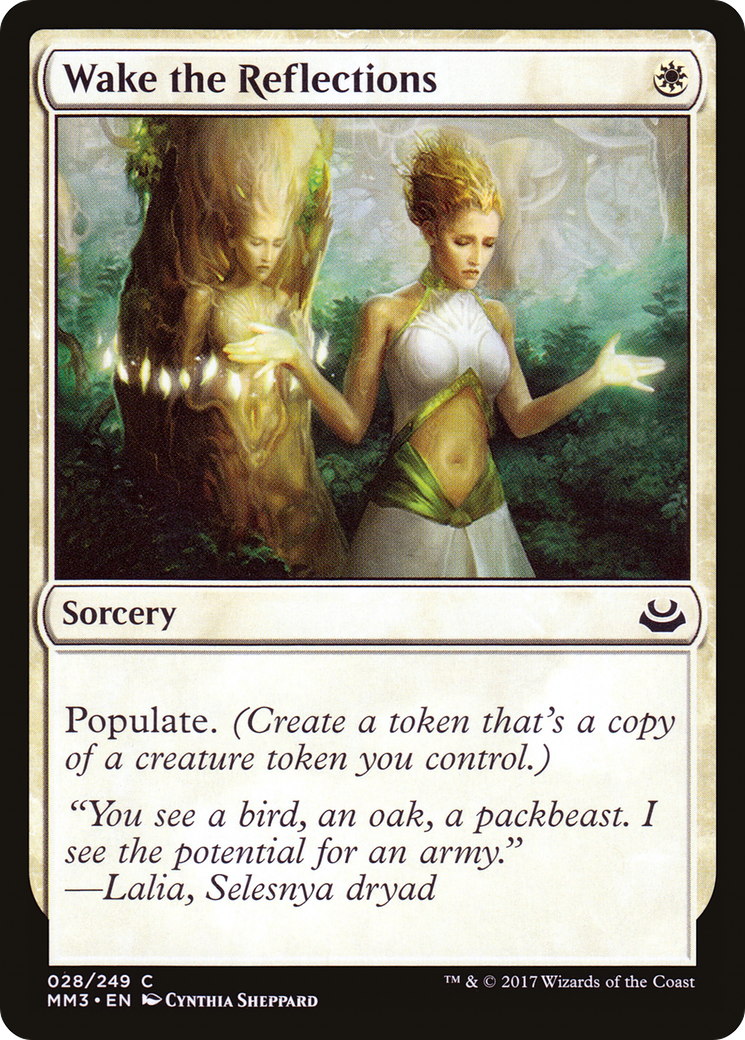 Wake the Reflections
Sorcery
Populate. (Create a token that's a copy
of a creature token you control.)
"You see a bird, an oak, a packbeast. I
see the potential for an army."
—Lalia, Selesnya dryad
028/249 C
™ & © 2017 Wizards of the Coast
MM3 • EN Cynthia Sheppard